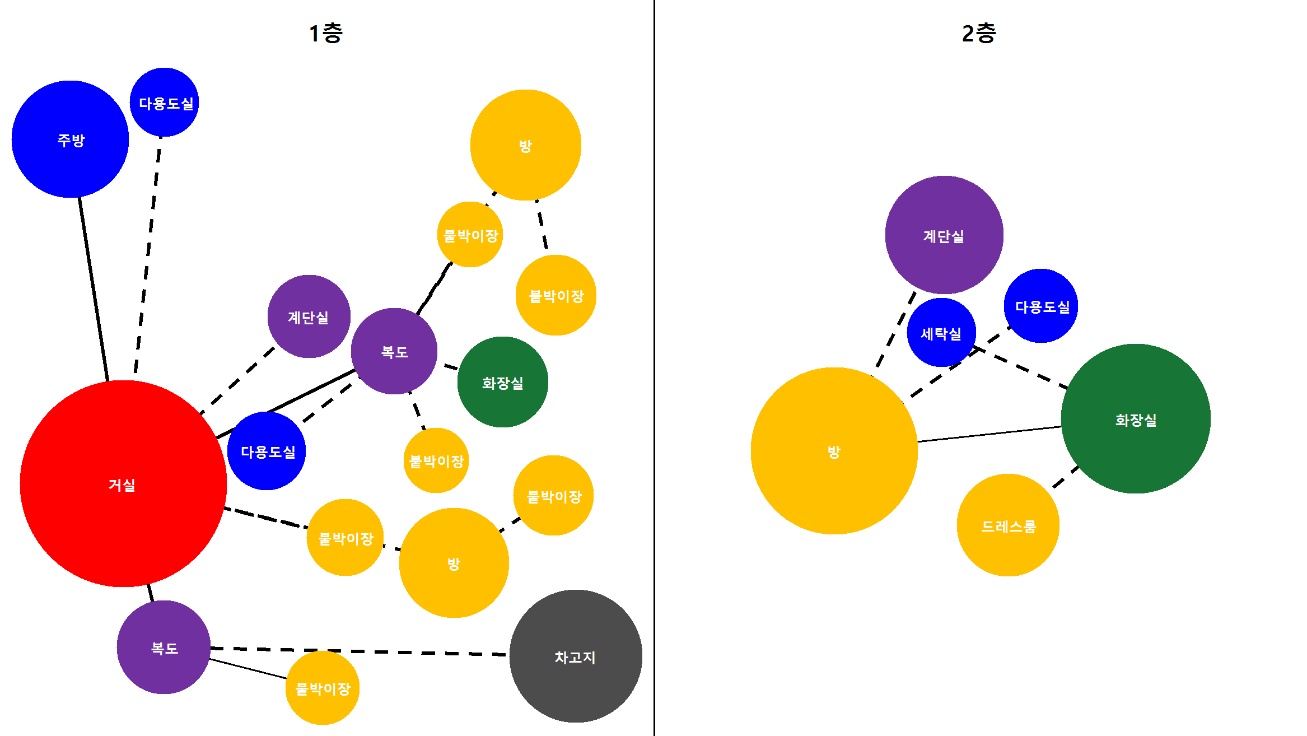 1층
2층
다용도실
주방
방
붙박이장
붙박이장
계단실
복도
화장실
다용도실
붙박이장
거실
붙박이장
붙박이장
방
복도
차고지
붙박이장
계단실
다용도실
세탁실
화장실
방
드레스룸